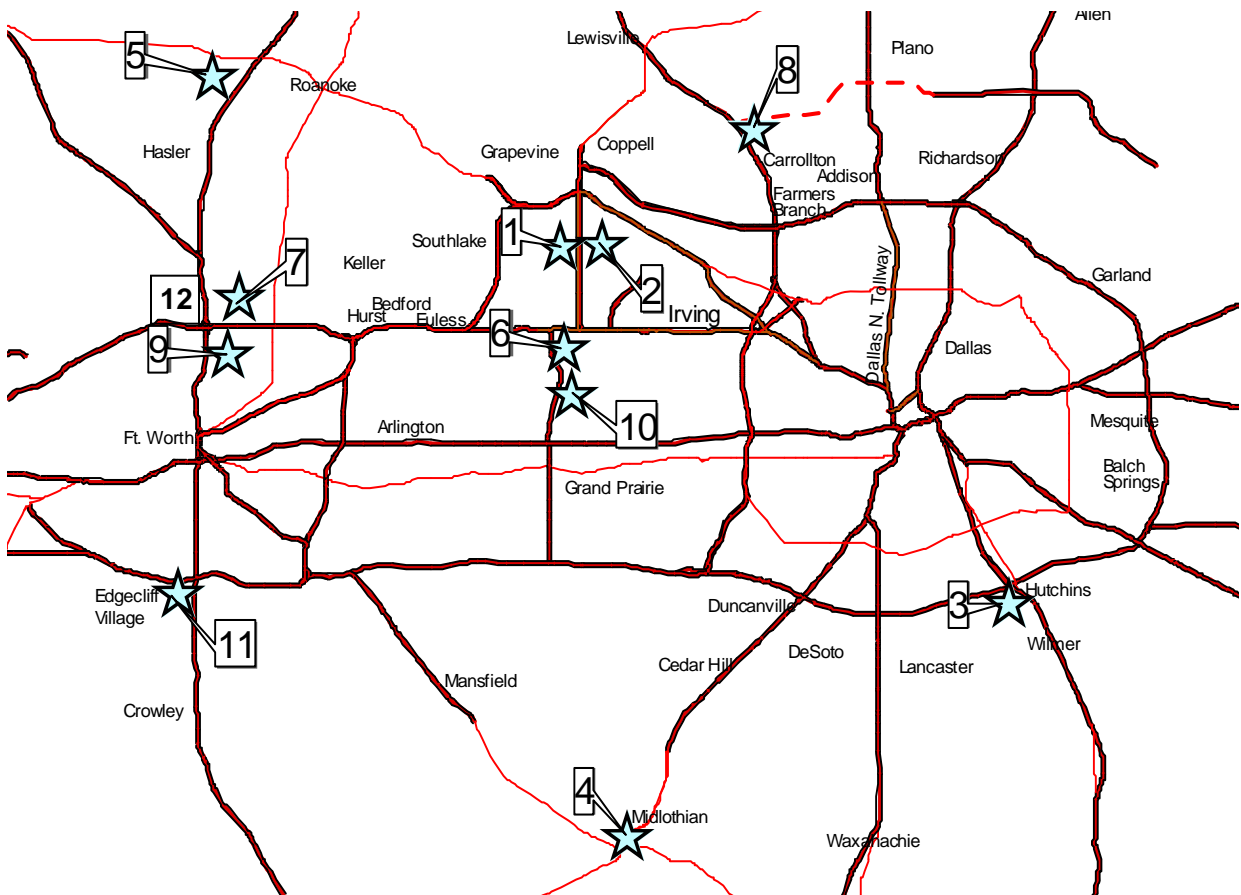 Allen
Lewisville
Plano
5
8
Roanoke
Hasler
Grapevine
Coppell
Carrollton
Richardson
Addison
Farmers
Branch
1
Southlake
7
Keller
2
Garland
12
Bedford
Hurst
Euless
Irving
Dallas N. Tollway
6
9
Dallas
10
Ft. Worth
Arlington
Mesquite
Balch
Springs
Grand Prairie
Edgecliff
Village
11
Duncanville
3
Hutchins
Wilmer
DeSoto
Cedar Hill
Lancaster
Mansfield
Crowley
4
Midlothian
Waxanachie